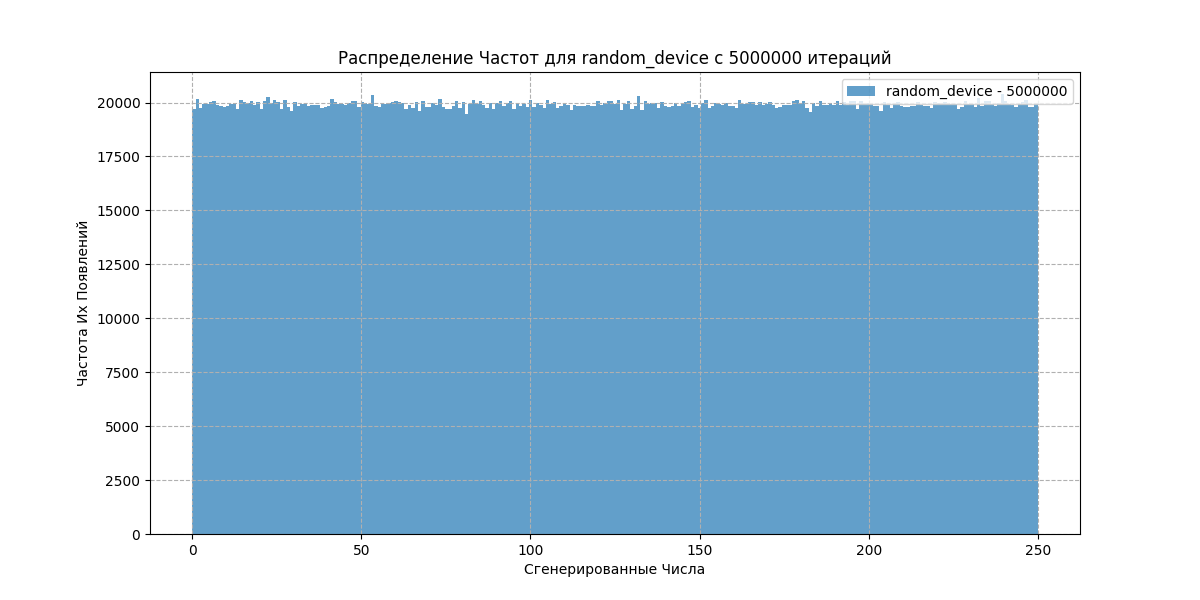 Распределение Частот для random_device с 5000000 итераций
random_device - 5000000
20000
17500
15000
12500
10000
7500
5000
2500
0
Частота Их Появлений
0 50 100 150 200 250
Сгенерированные Числа